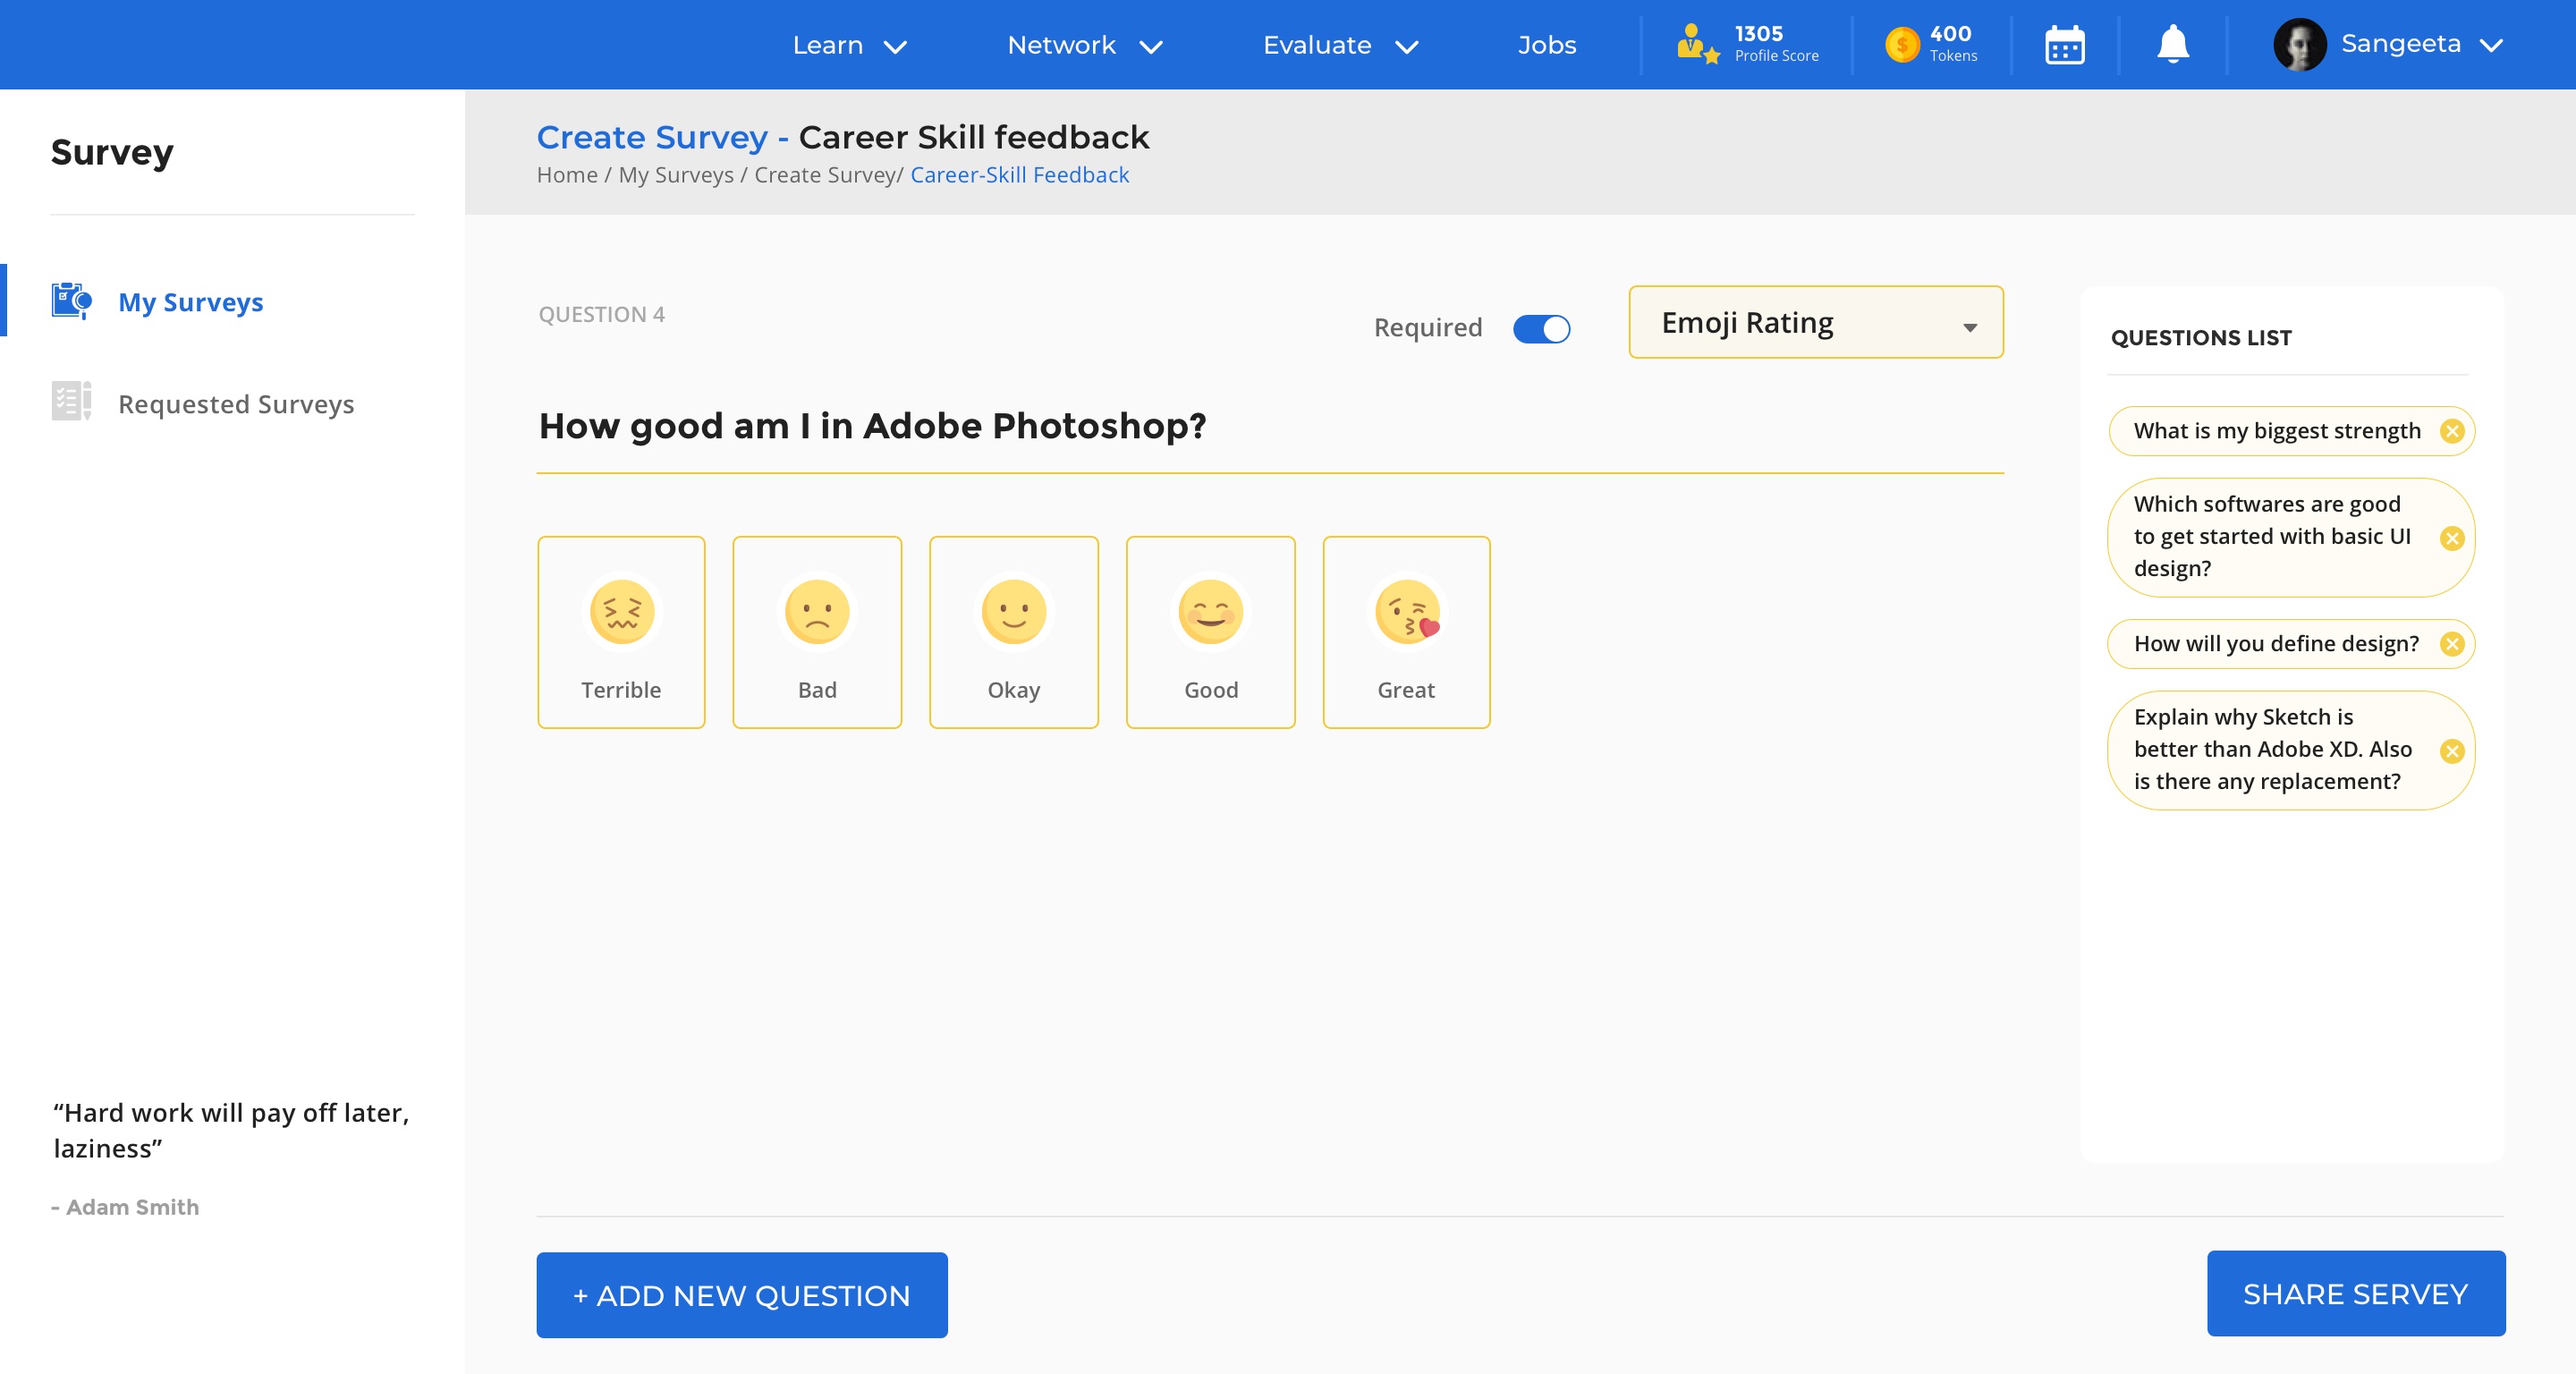 Learn
Network
Evaluate
Jobs
1305
Profile Score
400
Tokens
Sangeeta
Survey
My Surveys
Requested Surveys
“Hard work will pay off later,
laziness”
- Adam Smith
Create Survey - Career Skill feedback
Home / My Surveys / Create Survey/ Career-Skill Feedback
QUESTION 4
Required
Emoji Rating
How good am I in Adobe Photoshop?
Terrible
Bad
Okay
Good
Great
QUESTIONS LIST
What is my biggest strength
Which softwares are good
to get started with basic UI
design?
How will you define design?
Explain why Sketch is
better than Adobe XD. Also
is there any replacement?
+ ADD NEW QUESTION
SHARE SERVEY